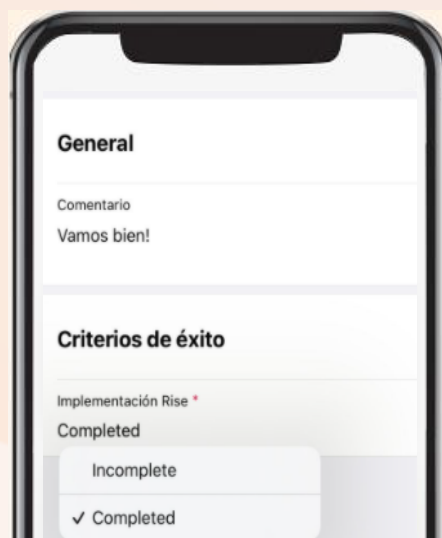 General
Comentario
Vamos bien!
Criterios de éxito
Implementación Rise *
Completed
Incomplete
✓ Completed